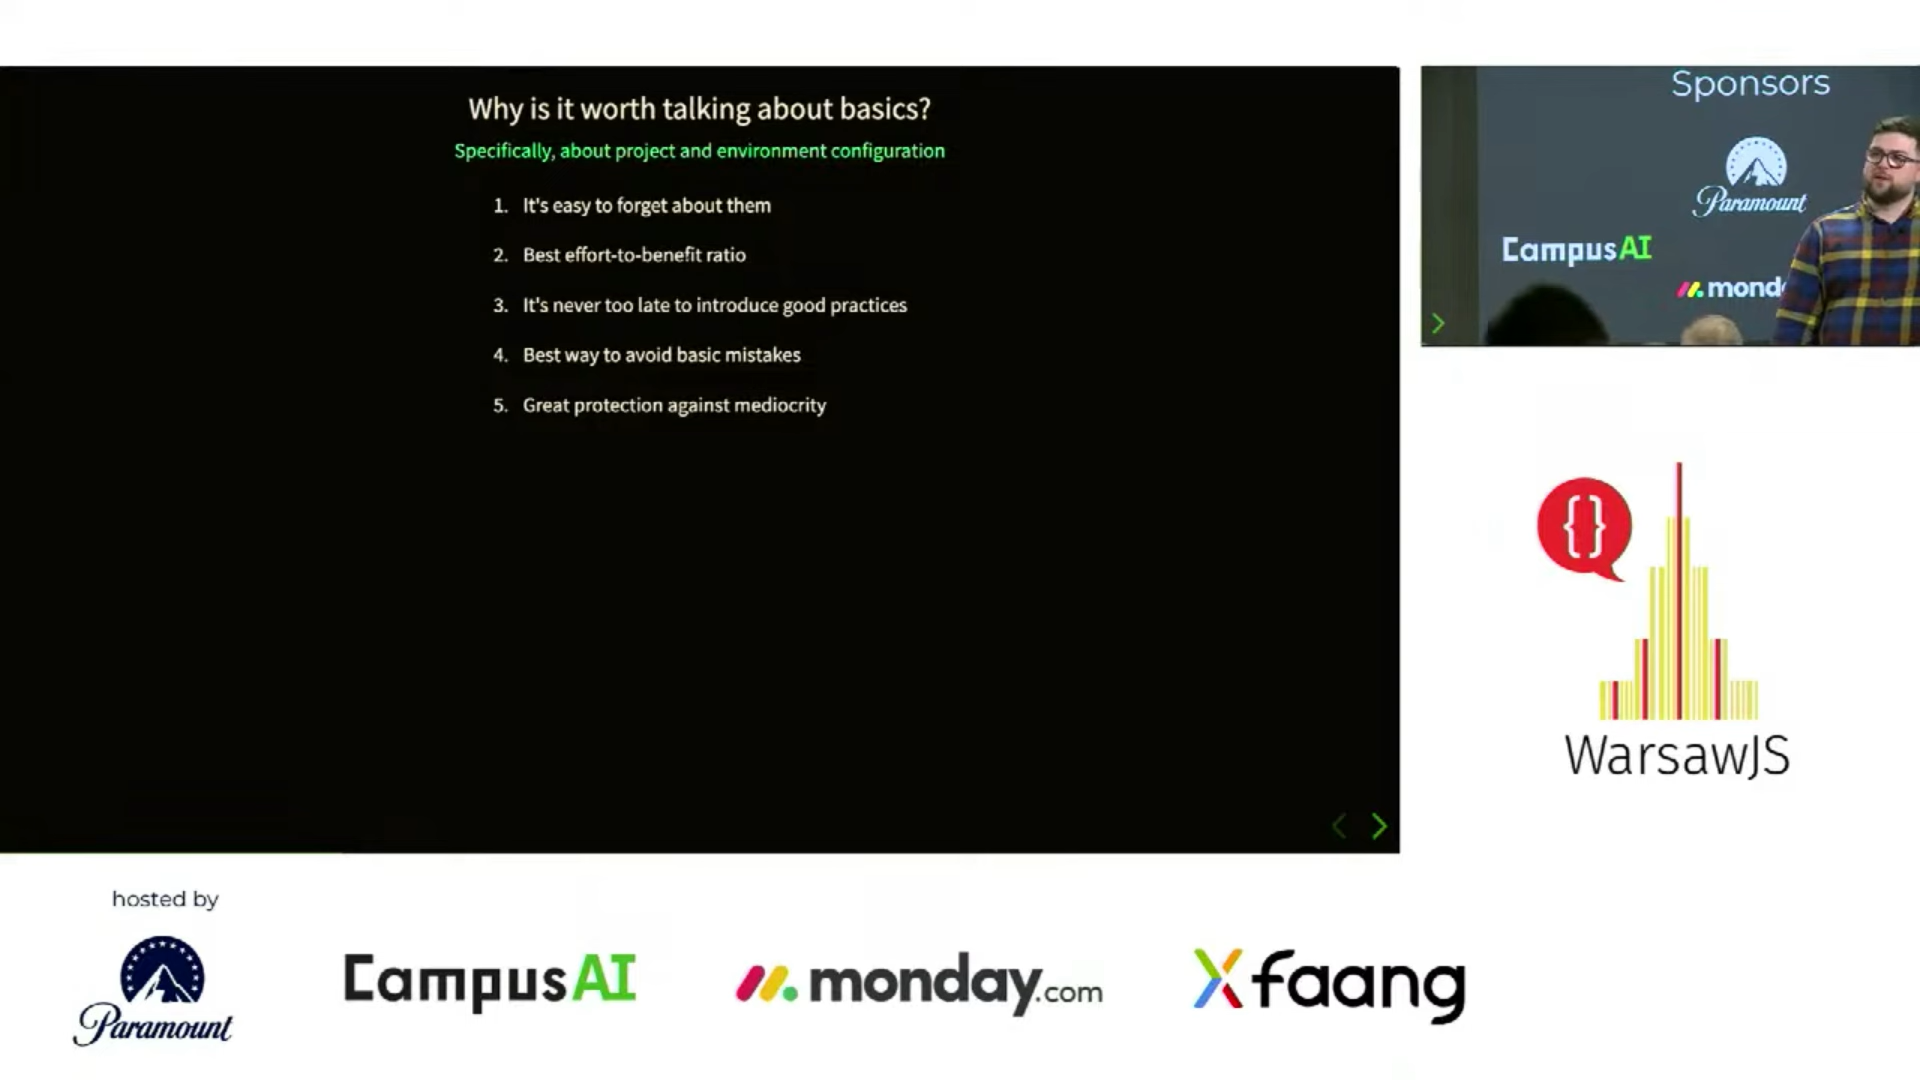 Why is it worth talking about basics?
Specifically, about project and environment configuration
1. It's easy to forget about them
2. Best effort-to-benefit ratio
3. It's never too late to introduce good practices
4. Best way to avoid basic mistakes
5. Great protection against mediocrity
Sponsors
Paramount
CampusAI
mond
{}
WarsawJS
hosted by
Paramount
CampusAI
monday.com
Xfaang